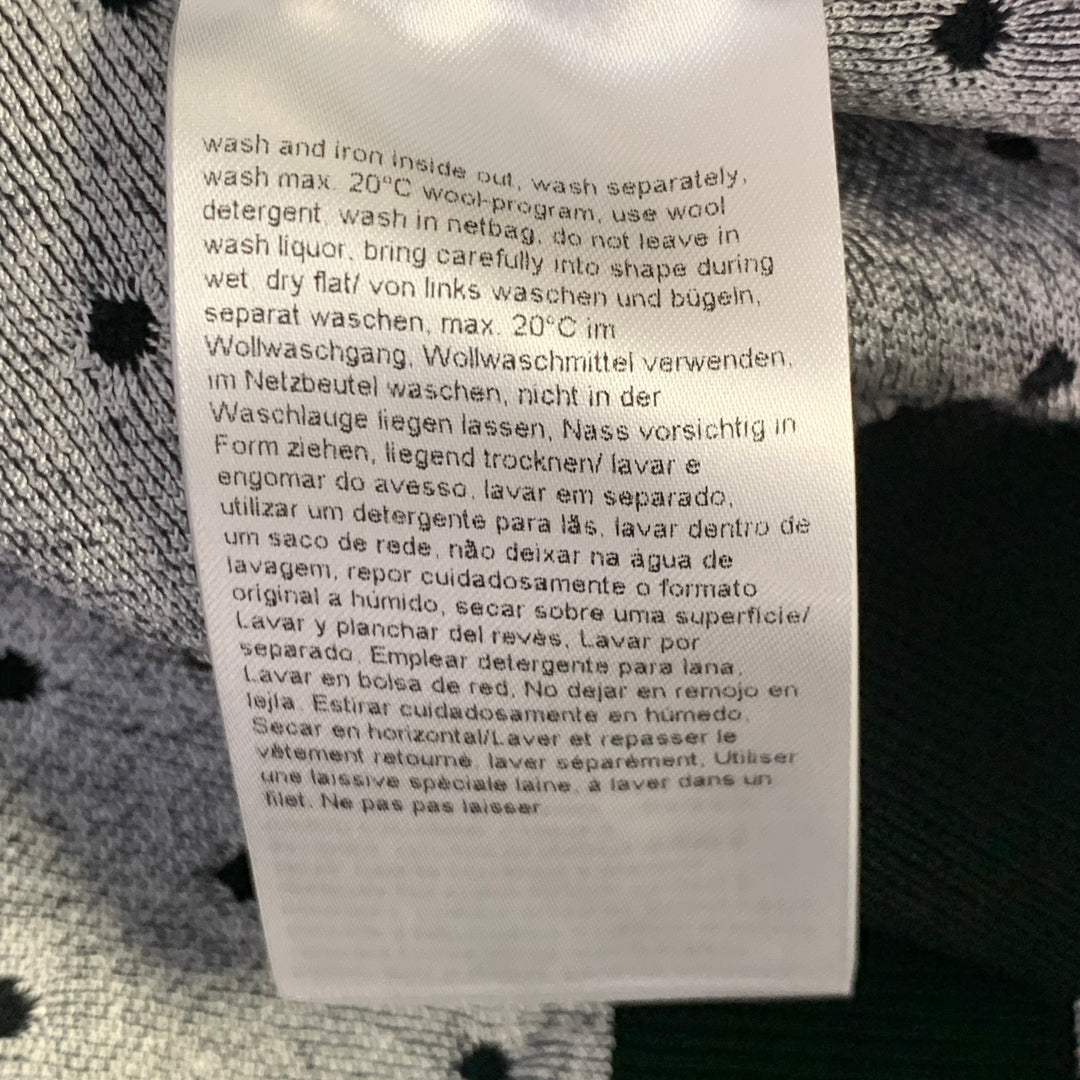 wash and iron inside out, wash separately,
wash max. 20°C wool-program, use wool
detergent, wash in netbag, do not leave in
wash liquor, bring carefully into shape during
wet, dry flat/ von links waschen und bügeln,
separat waschen, max. 20°C im
Wollwaschgang, Wollwaschmittel verwenden,
im Netzbeutel waschen, nicht in der
Waschlauge liegen lassen, Nass vorsichtig in
Form ziehen, liegend trocknen/ lavar e
engomar do avesso, lavar em separado,
utilizar um detergente para lãs, lavar dentro de
um saco de rede, não deixar na água de
lavagem, repor cuidadosamente o formato
original a húmido, secar sobre uma superfície/
Lavar y planchar del revés, Lavar por
separado, Emplear detergente para lana,
Lavar en bolsa de red, No dejar en remojo en
lejía, Estirar cuidadosamente en húmedo,
Secar en horizontal/Laver et repasser le
vêtement retourné, laver séparément, Utiliser
une laissive spéciale laine, à laver dans un
filet, Ne pas pas laisser